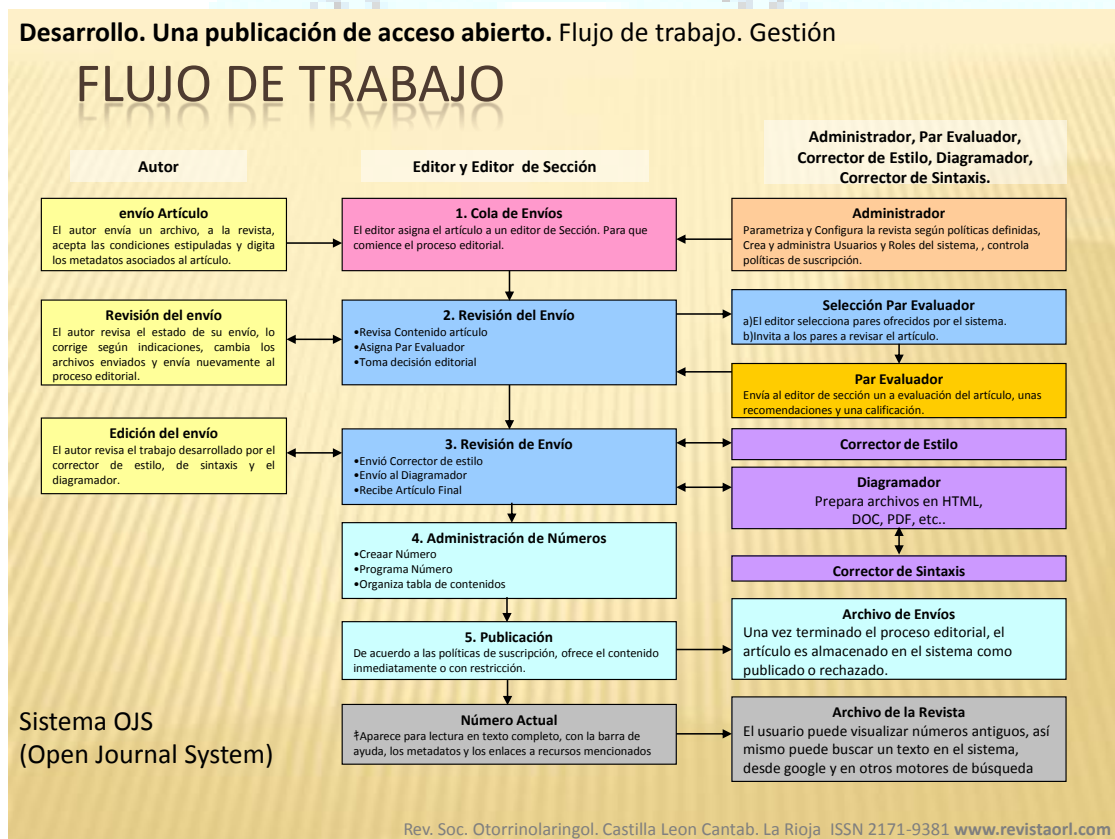 Desarrollo. Una publicación de acceso abierto. Flujo de trabajo. Gestión
FLUJO DE TRABAJO
Autor
Editor y Editor de Sección
Administrador, Par Evaluador,
Corrector de Estilo, Diagramador,
Corrector de Sintaxis.
envío Artículo
El autor envía un archivo, a la revista,
acepta las condiciones estipuladas y digita
los metadatos asociados al artículo.
1. Cola de Envíos
El editor asigna el artículo a un editor de Sección. Para que
comience el proceso editorial.
Administrador
Parametriza y Configura la revista según políticas definidas,
Crea y administra Usuarios y Roles del sistema, , controla
políticas de suscripción.
Revisión del envío
El autor revisa el estado de su envío, lo
corrige según indicaciones, cambia los
archivos enviados y envía nuevamente al
proceso editorial.
2. Revisión del Envío
•Revisa Contenido artículo
•Asigna Par Evaluador
•Toma decisión editorial
Selección Par Evaluador
a)El editor selecciona pares ofrecidos por el sistema.
b)Invita a los pares a revisar el artículo.
Par Evaluador
Envía al editor de sección un a evaluación del artículo, unas
recomendaciones y una calificación.
Edición del envío
El autor revisa el trabajo desarrollado por el
corrector de estilo, de sintaxis y el
diagramador.
3. Revisión de Envío
•Envió Corrector de estilo
•Envío al Diagramador
•Recibe Artículo Final
Corrector de Estilo
Diagramador
Prepara archivos en HTML,
DOC, PDF, etc..
Corrector de Sintaxis
4. Administración de Números
•Creaar Número
•Programa Número
•Organiza tabla de contenidos
5. Publicación
De acuerdo a las políticas de suscripción, ofrece el contenido
inmediatamente o con restricción.
Archivo de Envíos
Una vez terminado el proceso editorial, el
artículo es almacenado en el sistema como
publicado o rechazado.
Número Actual
Aparece para lectura en texto completo, con la barra de
ayuda, los metadatos y los enlaces a recursos mencionados
Archivo de la Revista
El usuario puede visualizar números antiguos, así
mismo puede buscar un texto en el sistema,
desde google y en otros motores de búsqueda
Sistema OJS
(Open Journal System)
Rev. Soc. Otorrinolaringol. Castilla Leon Cantab. La Rioja ISSN 2171-9381 www.revistaorl.com